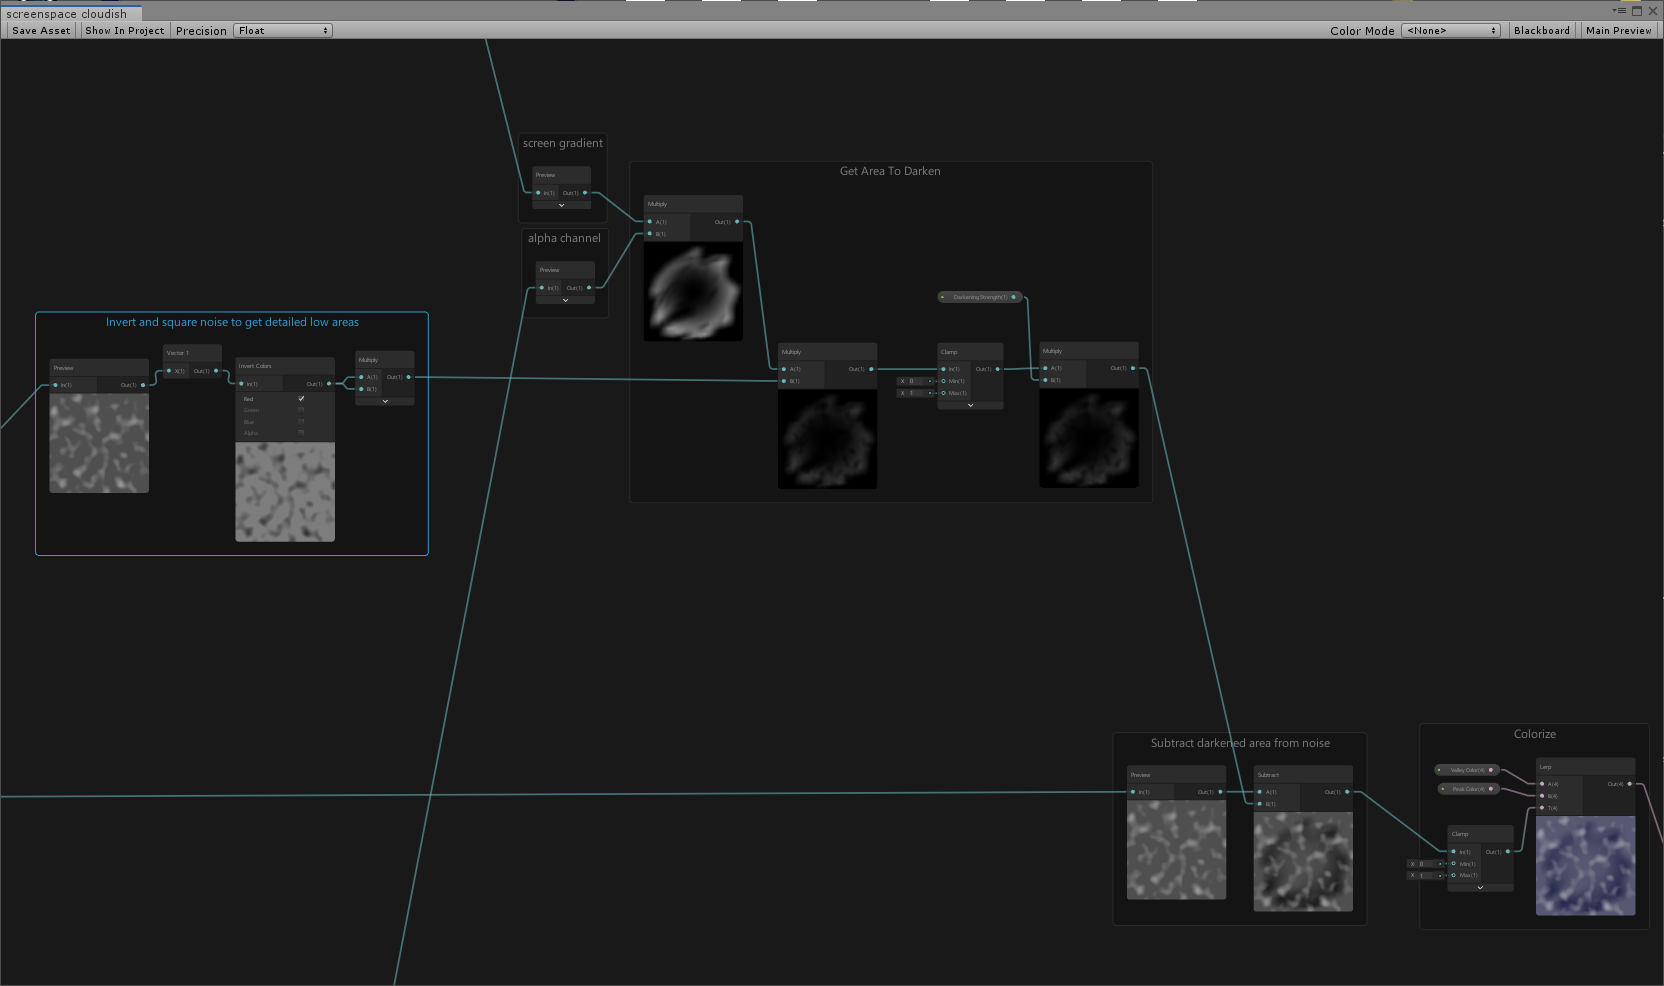 screenspace cloudish
Save Asset
Show In Project
Precision
Float
Color Mode
<None>
Blackboard
Main Preview
screen gradient
Preview
In(1)
Out(1)
alpha channel
Preview
In(1)
Out(1)
Get Area To Darken
Multiply
A(1)
Out(1)
B(1)
Darkening Strength(1)
Multiply
A(1)
Out(1)
B(1)
Clamp
In(1)
Out(1)
X 0
Min(1)
X 1
Max(1)
Multiply
A(1)
Out(1)
B(1)
Invert and square noise to get detailed low areas
Preview
In(1)
Out(1)
Vector 1
X(1)
Out(1)
Invert Colors
In(1)
Out(1)
Red
Green
Blue
Alpha
Multiply
A(1)
Out(1)
B(1)
Subtract darkened area from noise
Preview
In(1)
Out(1)
Subtract
A(1)
Out(1)
B(1)
Colorize
Valley Color(4)
Peak Color(4)
Lerp
A(4)
Out(4)
B(4)
T(4)
Clamp
In(1)
Out(1)
X 0
Min(1)
X 1
Max(1)